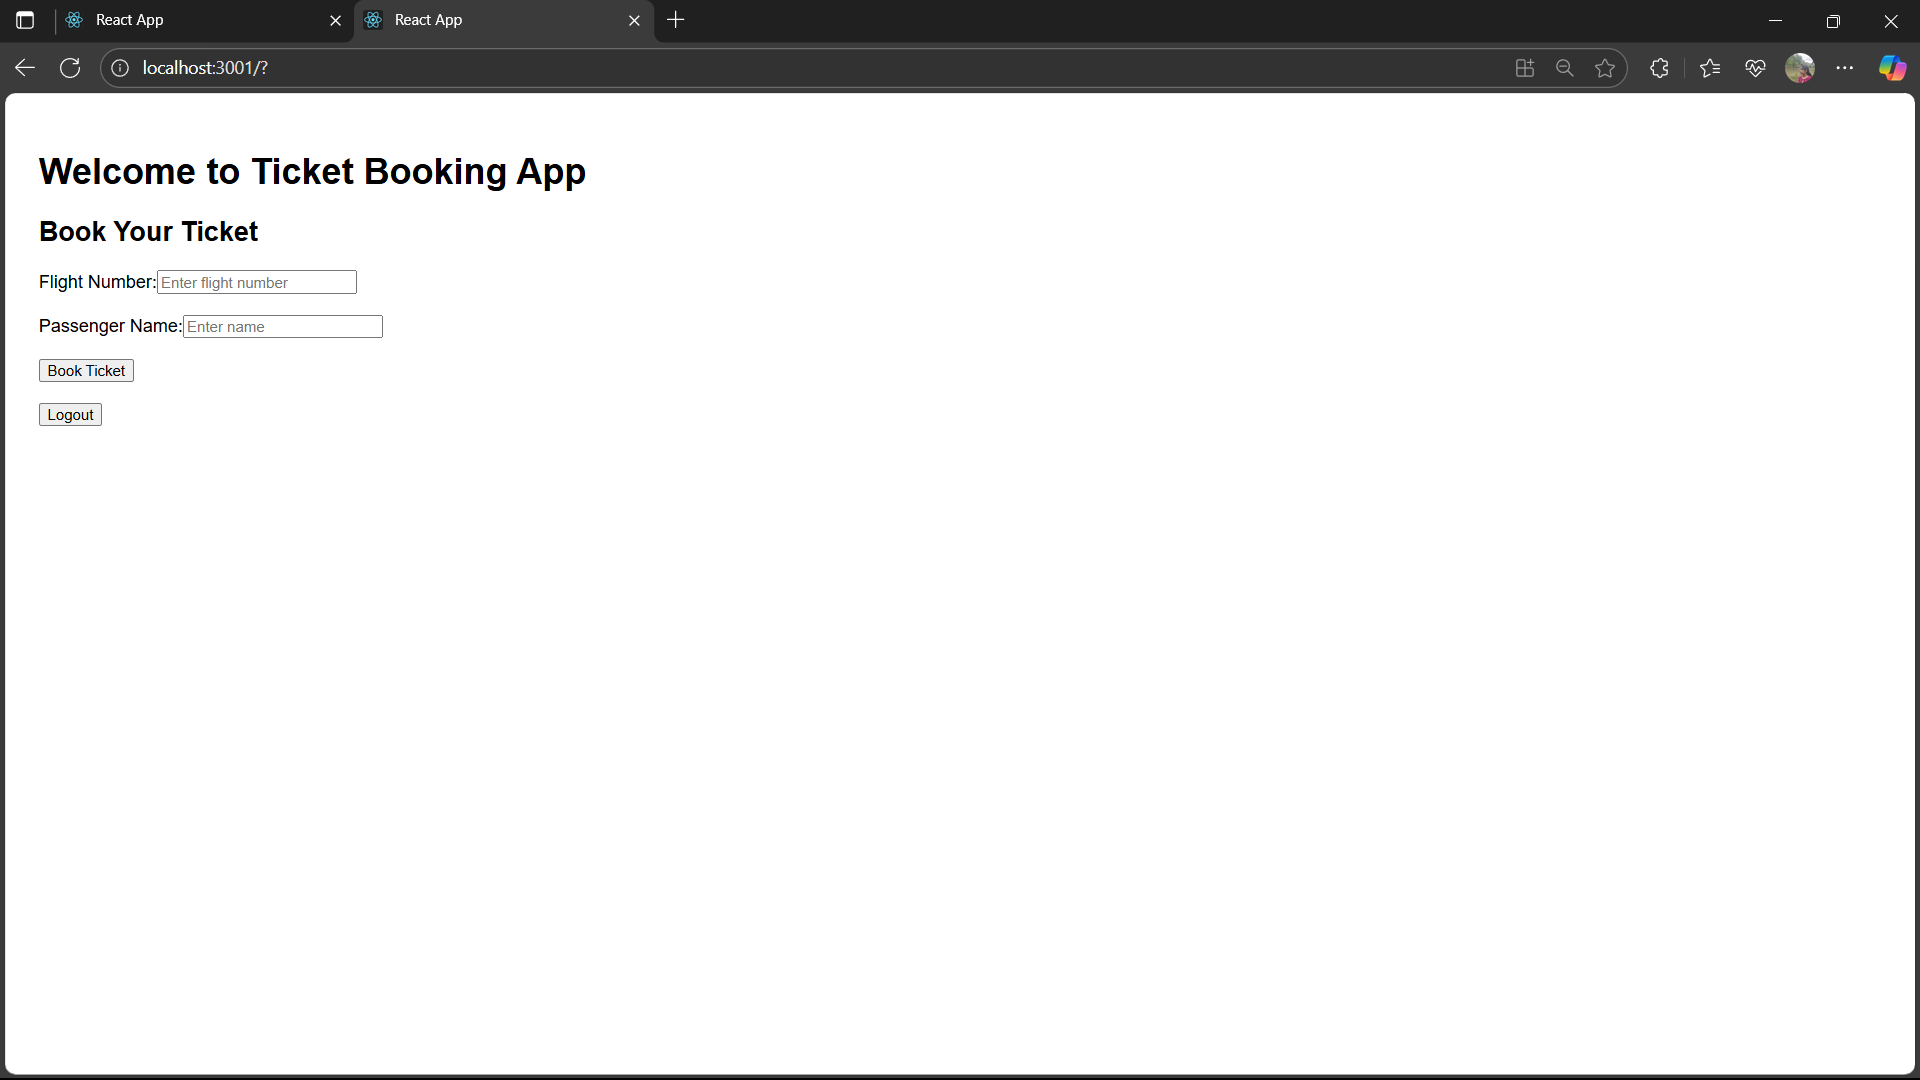 React App
React App
localhost:3001/?
Welcome to Ticket Booking App
Book Your Ticket
Flight Number: Enter flight number
Passenger Name: Enter name
Book Ticket
Logout